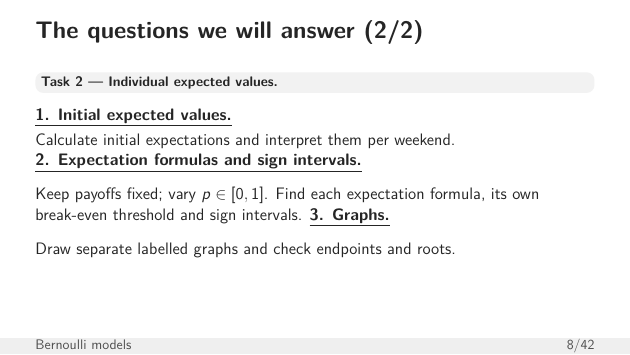 The questions we will answer (2/2)
Task 2 — Individual expected values.
1. Initial expected values.
Calculate initial expectations and interpret them per weekend.
2. Expectation formulas and sign intervals.
Keep payoffs fixed; vary p ∈ [0, 1]. Find each expectation formula, its own
break-even threshold and sign intervals. 3. Graphs.
Draw separate labelled graphs and check endpoints and roots.
Bernoulli models
8/42